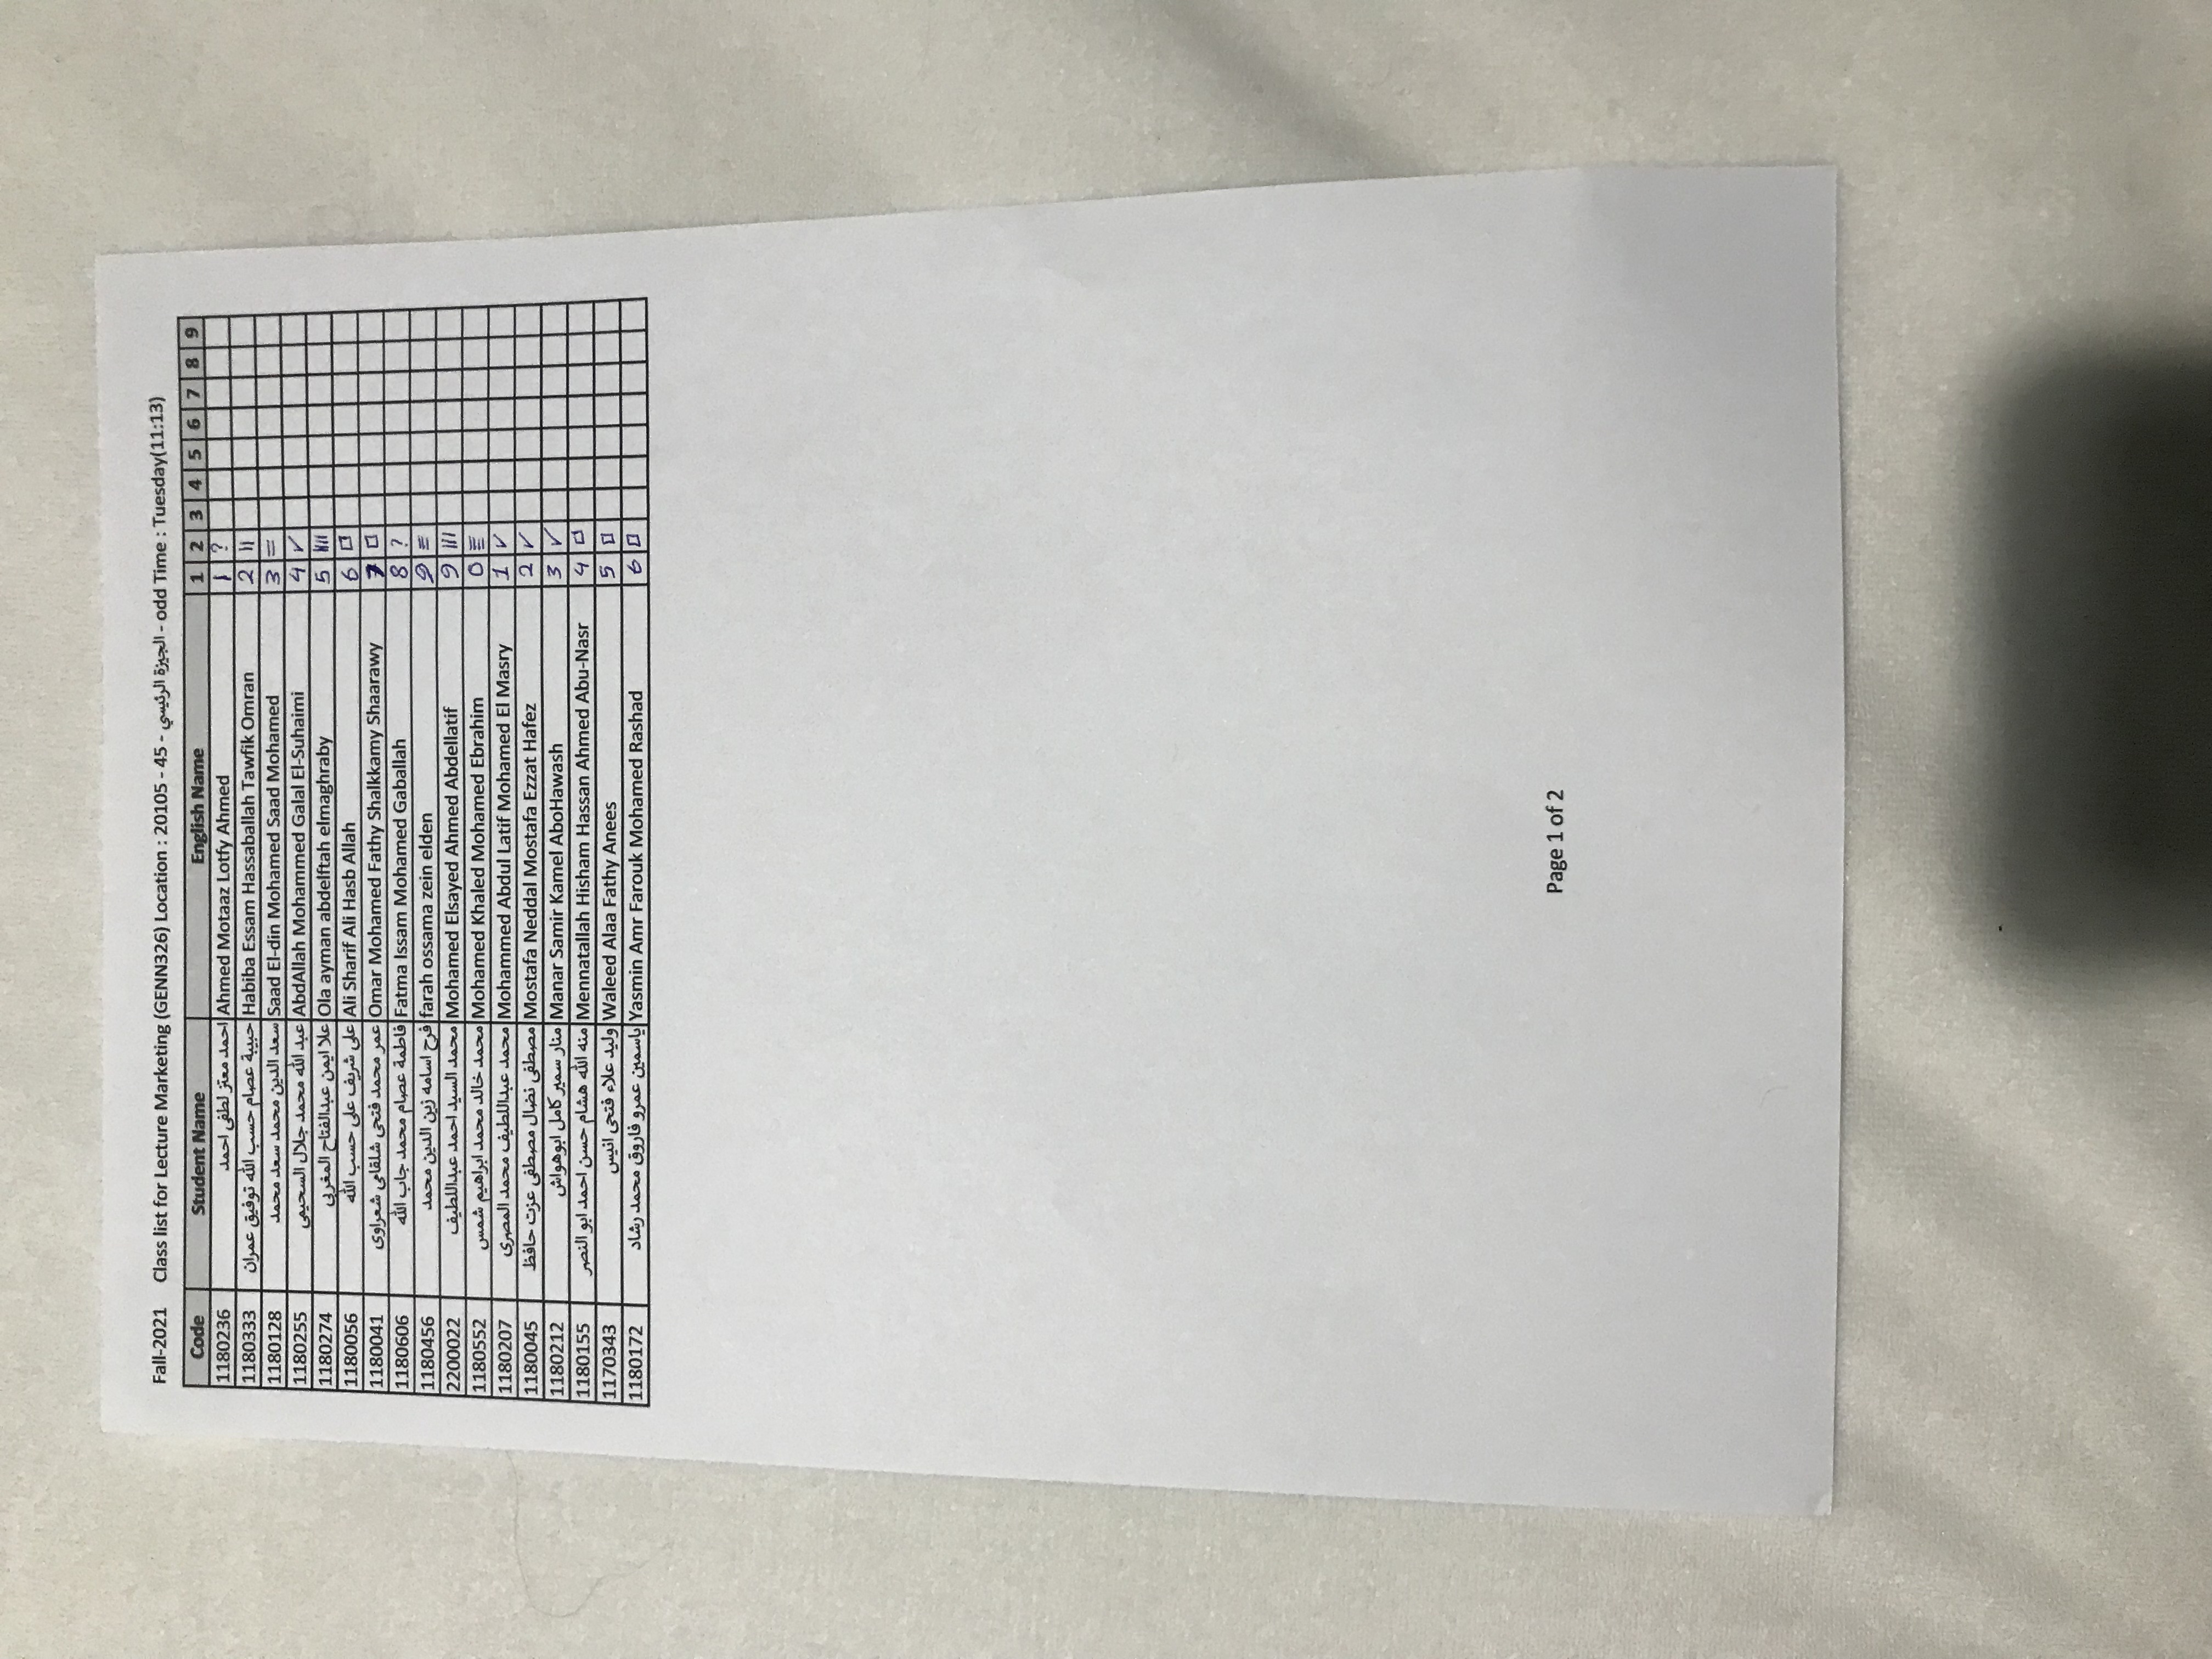 Fall-2021 Class list for Lecture Marketing (GENN326) Location : 20105 - 45 - الجيزة الرئيسي - odd Time : Tuesday(11:13)
Code Student Name English Name 1 2 3 4 5 6 7 8 9
1180236 احمد معتز لطفى احمد Ahmed Motaaz Lotfy Ahmed 1 ?
1180333 حبيبة عصام حسب الله توفيق عمران Habiba Essam Hassaballah Tawfik Omran 2 ||
1180128 سعد الدين محمد سعد محمد Saad El-din Mohamed Saad Mohamed 3 =
1180255 عبد الله محمد جلال السحيمى AbdAllah Mohammed Galal El-Suhaimi 4 ✓
1180274 علا ايمن عبدالفتاح المغربى Ola ayman abdelftah elmaghraby 5
1180056 على شريف على حسب الله Ali Sharif Ali Hasb Allah 6 □
1180041 عمر محمد فتحى شلقامي شعراوى Omar Mohamed Fathy Shalkkamy Shaarawy 7 □
1180606 فاطمة عصام محمد جاب الله Fatma Issam Mohamed Gaballah 8 ?
1180456 فرح اسامه زين الدين محمد farah ossama zein elden 9 ≡
2200022 محمد السيد احمد عبداللطيف Mohamed Elsayed Ahmed Abdellatif 9 |||
1180552 محمد خالد محمد ابراهيم شمس Mohamed Khaled Mohamed Ebrahim 0
1180207 محمد عبداللطيف محمد المصرى Mohammed Abdul Latif Mohamed El Masry 1 ✓
1180045 مصطفى نضال مصطفى عزت حافظ Mostafa Neddal Mostafa Ezzat Hafez 2 ✓
1180212 منار سمير كامل ابوهواش Manar Samir Kamel AboHawash 3 ✓
1180155 منه الله هشام حسن احمد ابو النصر Mennatallah Hisham Hassan Ahmed Abu-Nasr 4 □
1170343 وليد علاء فتحى انيس Waleed Alaa Fathy Anees 5 □
1180172 ياسمين عمرو فاروق محمد رشاد Yasmin Amr Farouk Mohamed Rashad 6 □
Page 1 of 2